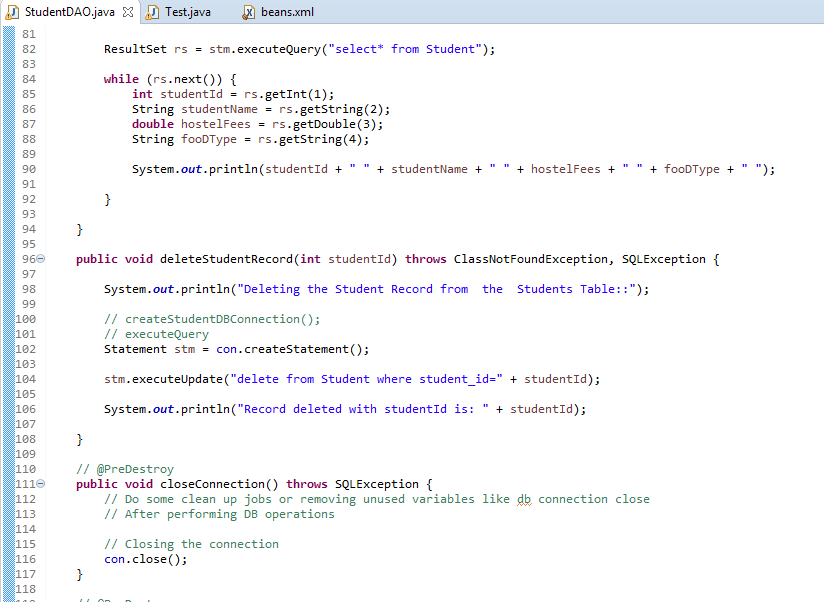 StudentDAO.java Test.java beans.xml
81
82 ResultSet rs = stm.executeQuery("select* from Student");
83
84 while (rs.next()) {
85 int studentId = rs.getInt(1);
86 String studentName = rs.getString(2);
87 double hostelFees = rs.getDouble(3);
88 String fooDType = rs.getString(4);
89
90 System.out.println(studentId + " " + studentName + " " + hostelFees + " " + fooDType + " ");
91
92 }
93
94 }
95
96 public void deleteStudentRecord(int studentId) throws ClassNotFoundException, SQLException {
97
98 System.out.println("Deleting the Student Record from  the  Students Table::");
99
100 // createStudentDBConnection();
101 // executeQuery
102 Statement stm = con.createStatement();
103
104 stm.executeUpdate("delete from Student where student_id=" + studentId);
105
106 System.out.println("Record deleted with studentId is: " + studentId);
107
108 }
109
110 // @PreDestroy
111 public void closeConnection() throws SQLException {
112 // Do some clean up jobs or removing unused variables like db connection close
113 // After performing DB operations
114
115 // Closing the connection
116 con.close();
117 }
118